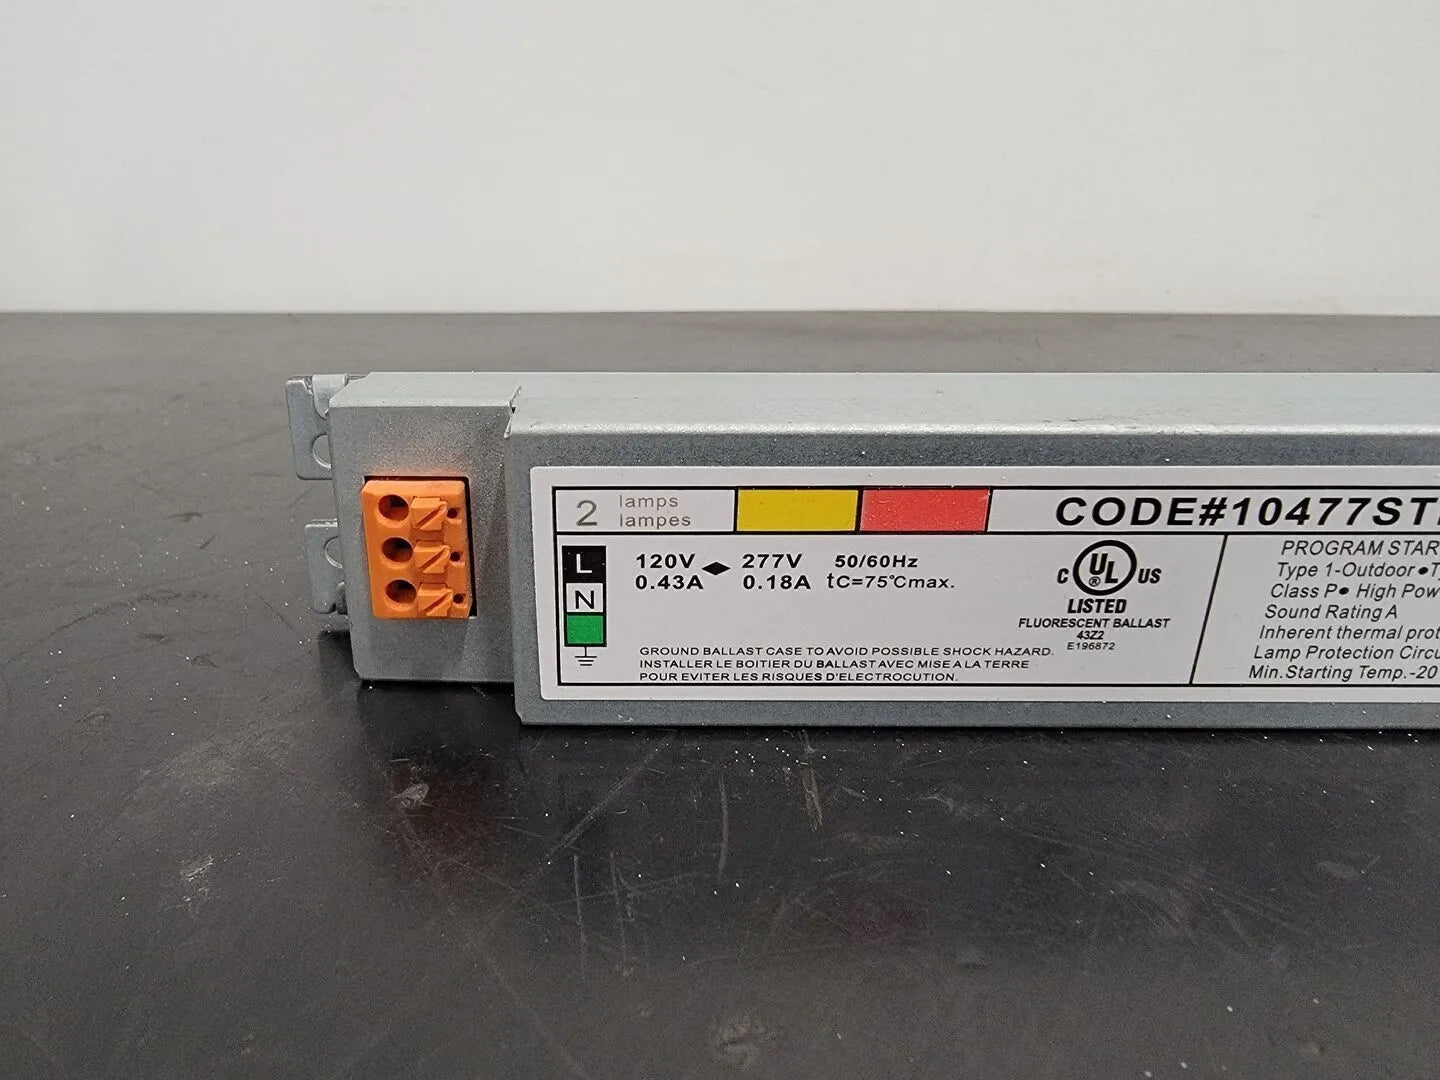 2 lamps
lampes
CODE#10477ST
L
N
120V 277V 50/60Hz
0.43A 0.18A tc=75°Cmax.
C UL® US
LISTED
FLUORESCENT BALLAST
43Z2
E196872
GROUND BALLAST CASE TO AVOID POSSIBLE SHOCK HAZARD.
INSTALLER LE BOITIER DU BALLAST AVEC MISE A LA TERRE
POUR EVITER LES RISQUES D'ELECTROCUTION.
PROGRAM STAR
Type 1-Outdoor •T
Class P• High Pow
Sound Rating A
Inherent thermal prot
Lamp Protection Circu
Min.Starting Temp.-20